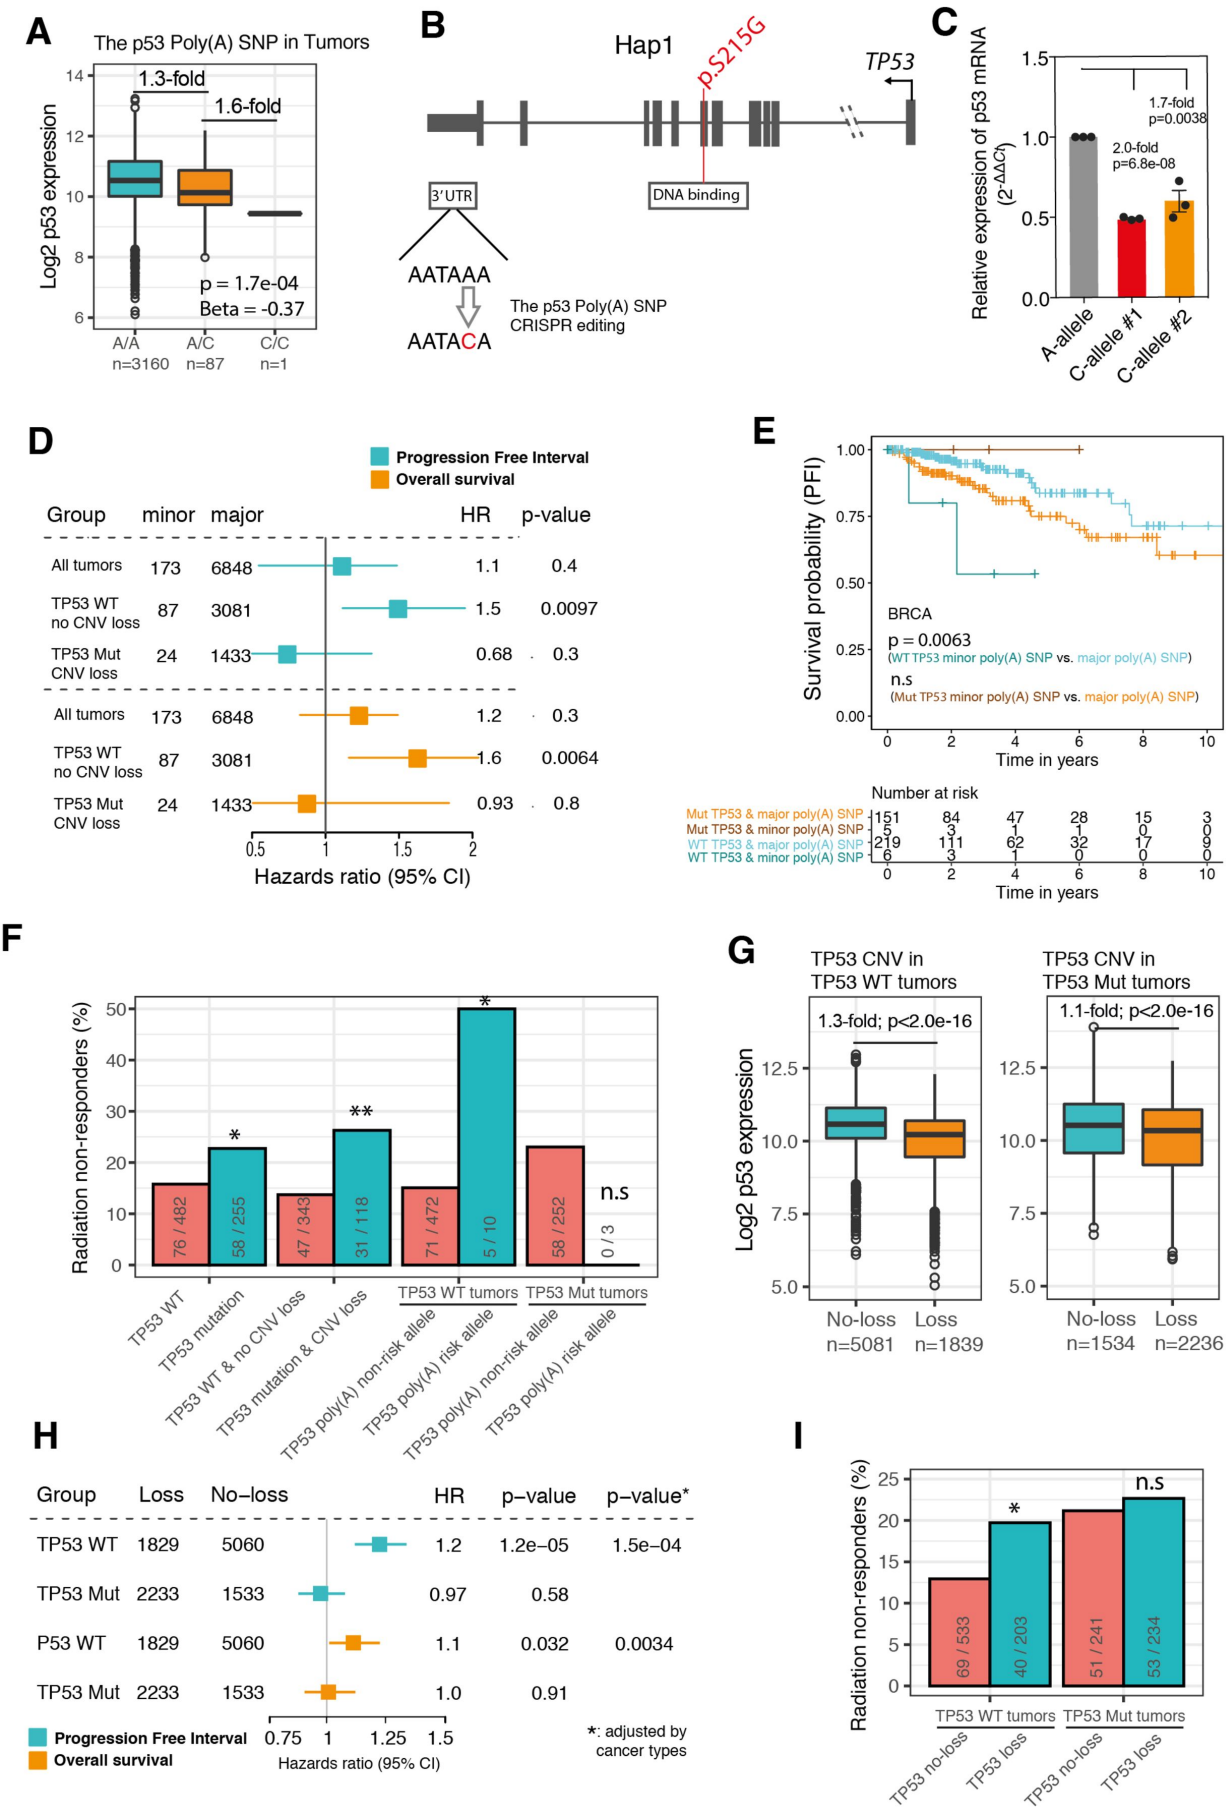 A
The p53 Poly(A) SNP in Tumors
Log2 p53 expression
14
12
10
8
6
1.3-fold
1.6-fold
p = 1.7e-04
Beta = -0.37
A/A A/C C/C
n=3160 n=87 n=1
B
Hap1
p.S215G
TP53
3'UTR
DNA binding
AATAAA
The p53 Poly(A) SNP
CRISPR editing
AATACA
C
Relative expression of p53 mRNA
(2-ΔΔCt)
1.5
1.0
0.5
0.0
1.7-fold
p=0.0038
2.0-fold
p=6.8e-08
A-allele
C-allele #1
C-allele #2
D
Progression Free Interval
Overall survival
Group minor major HR p-value
All tumors 173 6848 1.1 0.4
TP53 WT
no CNV loss 87 3081 1.5 0.0097
TP53 Mut
CNV loss 24 1433 0.68 0.3
All tumors 173 6848 1.2 0.3
TP53 WT
no CNV loss 87 3081 1.6 0.0064
TP53 Mut
CNV loss 24 1433 0.93 0.8
0.5 1 1.5 2
Hazards ratio (95% CI)
E
Survival probability (PFI)
1.00
0.75
0.50
0.25
0.00
BRCA
p = 0.0063
(WT TP53 minor poly(A) SNP vs. major poly(A) SNP)
n.s
(Mut TP53 minor poly(A) SNP vs. major poly(A) SNP)
0 2 4 6 8 10
Time in years
Number at risk
Mut TP53 & major poly(A) SNP 151 84 47 28 15 3
Mut TP53 & minor poly(A) SNP 5 3 1 1 0 0
WT TP53 & major poly(A) SNP 219 111 62 32 17 9
WT TP53 & minor poly(A) SNP 6 3 1 0 0 0
0 2 4 6 8 10
Time in years
F
Radiation non-responders (%)
50
40
30
20
10
0
* ** * n.s
76 / 482
58 / 255
47 / 343
31 / 118
71 / 472
5 / 10
58 / 252
0 / 3
TP53 WT tumors TP53 Mut tumors
TP53 WT
TP53 mutation
TP53 WT & no CNV loss
TP53 mutation & CNV loss
TP53 poly(A) non-risk allele
TP53 poly(A) risk allele
TP53 poly(A) non-risk allele
TP53 poly(A) risk allele
G
TP53 CNV in
TP53 WT tumors
1.3-fold; p<2.0e-16
Log2 p53 expression
12.5
10.0
7.5
5.0
No-loss Loss
n=5081 n=1839
TP53 CNV in
TP53 Mut tumors
1.1-fold; p<2.0e-16
12.5
10.0
7.5
5.0
No-loss Loss
n=1534 n=2236
H
Group Loss No–loss HR p–value p–value*
TP53 WT 1829 5060 1.2 1.2e–05 1.5e–04
TP53 Mut 2233 1533 0.97 0.58
P53 WT 1829 5060 1.1 0.032 0.0034
TP53 Mut 2233 1533 1.0 0.91
0.75 1 1.25 1.5
Hazards ratio (95% CI)
Progression Free Interval
Overall survival
*: adjusted by
cancer types
I
Radiation non-responders (%)
25
20
15
10
5
0
* n.s
69 / 533
40 / 203
51 / 241
53 / 234
TP53 WT tumors TP53 Mut tumors
TP53 no-loss
TP53 loss
TP53 no-loss
TP53 loss